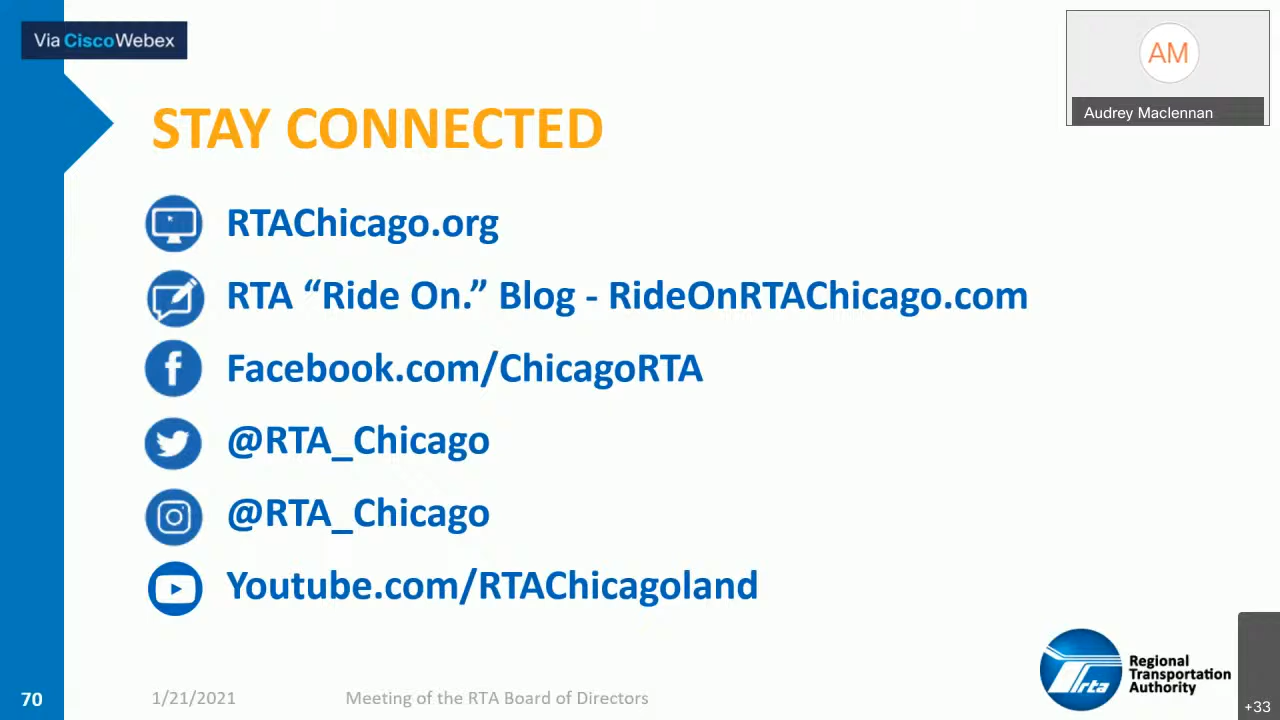 Via CiscoWebex
AM
Audrey Maclennan
STAY CONNECTED
RTAChicago.org
RTA “Ride On.” Blog - RideOnRTAChicago.com
Facebook.com/ChicagoRTA
@RTA_Chicago
@RTA_Chicago
Youtube.com/RTAChicagoland
rta
Regional
Transportation
Authority
70
1/21/2021
Meeting of the RTA Board of Directors
+33